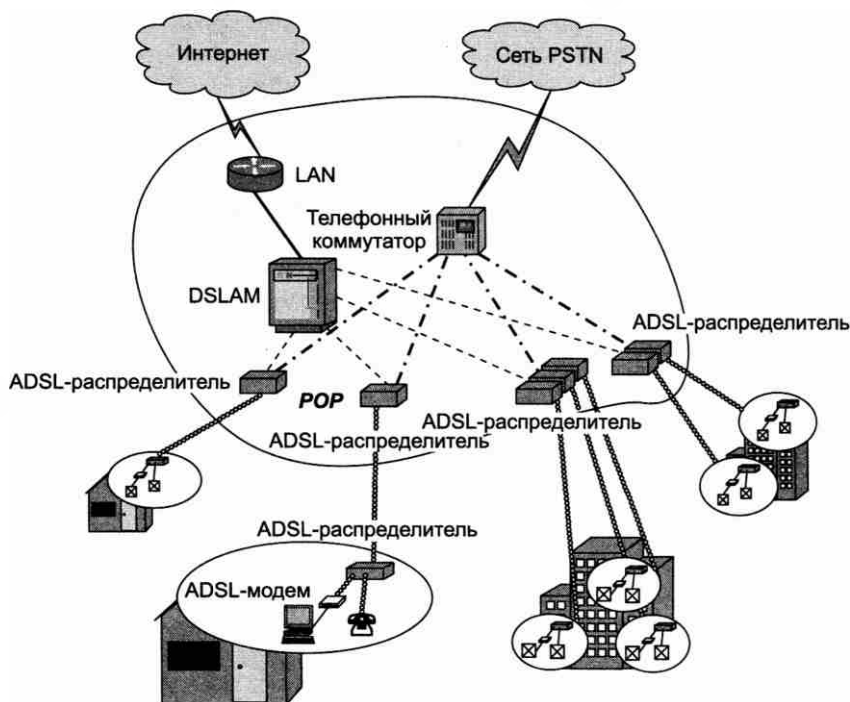 Интернет
Сеть PSTN
LAN
Телефонный
коммутатор
DSLAM
ADSL-распределитель
ADSL-распределитель
POP
ADSL-распределитель
ADSL-распределитель
ADSL-распределитель
ADSL-модем